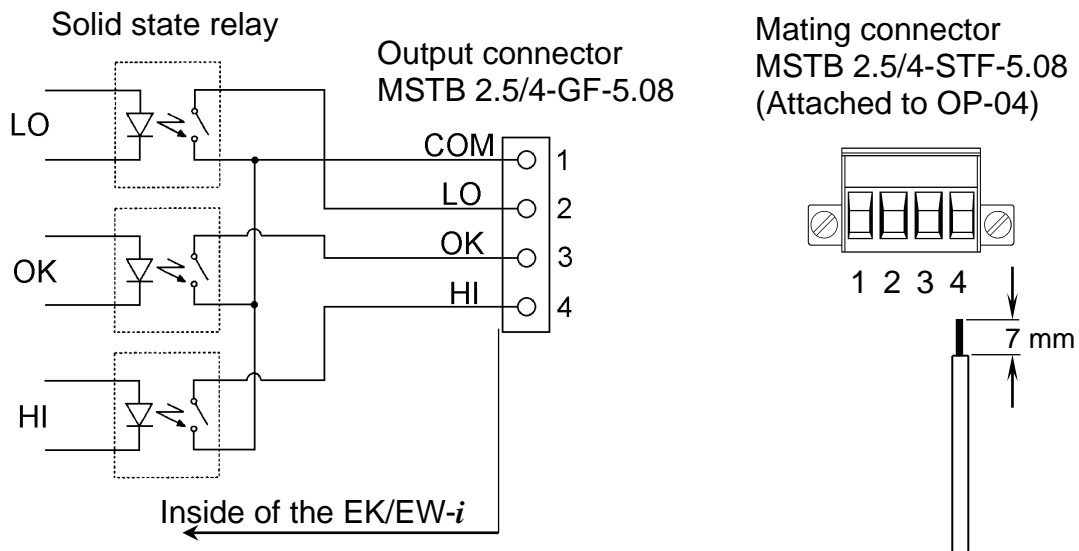 Solid state relay
Output connector
MSTB 2.5/4-GF-5.08
Mating connector
MSTB 2.5/4-STF-5.08
(Attached to OP-04)
LO
OK
HI
COM
LO
OK
HI
1
2
3
4
1 2 3 4
7 mm
Inside of the EK/EW-i